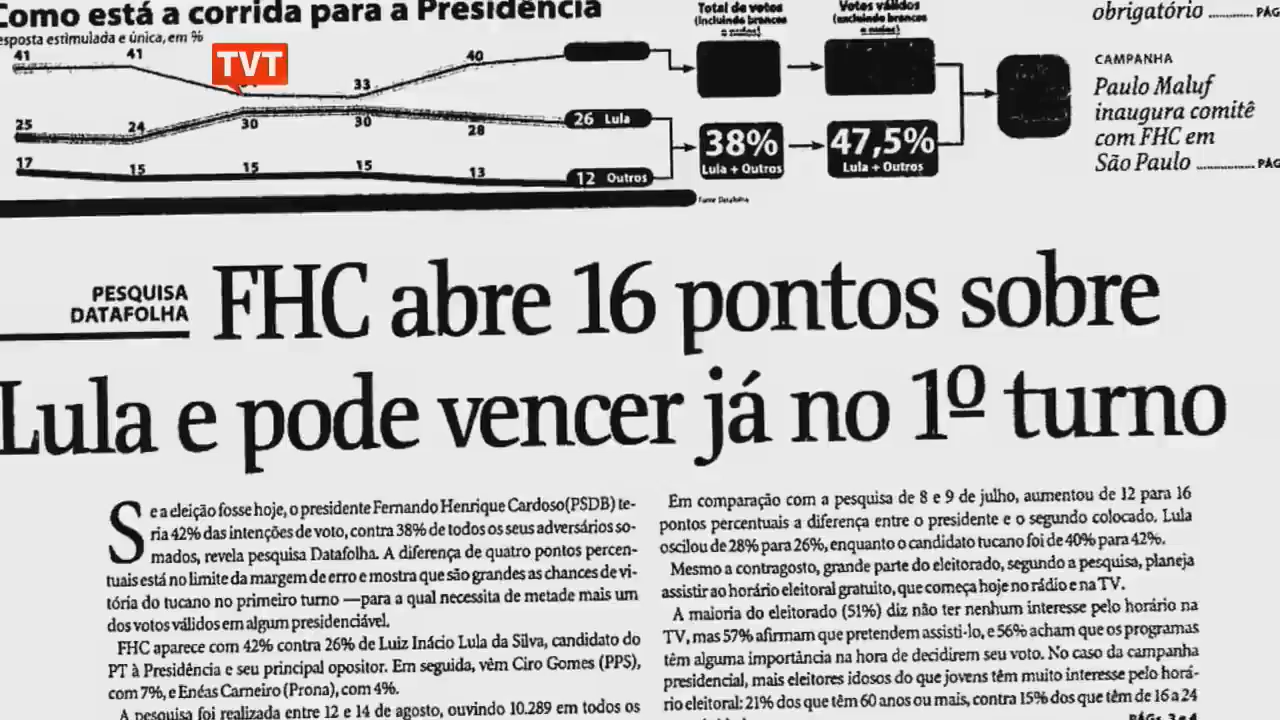 Como está a corrida para a Presidência
esposta estimulada e única, em %
41
41
TVT
33
40
25
24
30
30
28
26 Lula
17
15
15
15
13
12 Outros
Total de votos
(incluindo brancos
e nulos)
Votos válidos
(excluindo brancos
e nulos)
38%
Lula + Outros
47,5%
Lula + Outros
Fonte: Datafolha
obrigatório
CAMPANHA
Paulo Maluf
inaugura comitê
com FHC em
São Paulo
PESQUISA
DATAFOLHA
FHC abre 16 pontos sobre
Lula e pode vencer já no 1º turno
Se a eleição fosse hoje, o presidente Fernando Henrique Cardoso(PSDB) te-
ria 42% das intenções de voto, contra 38% de todos os seus adversários so-
mados, revela pesquisa Datafolha. A diferença de quatro pontos percen-
tuais está no limite da margem de erro e mostra que são grandes as chances de vi-
tória do tucano no primeiro turno —para a qual necessita de metade mais um
dos votos válidos em algum presidenciável.
FHC aparece com 42% contra 26% de Luiz Inácio Lula da Silva, candidato do
PT à Presidência e seu principal opositor. Em seguida, vêm Ciro Gomes (PPS),
com 7%, e Enéas Carneiro (Prona), com 4%.
A pesquisa foi realizada entre 12 e 14 de agosto, ouvindo 10.289 em todos os
Em comparação com a pesquisa de 8 e 9 de julho, aumentou de 12 para 16
pontos percentuais a diferença entre o presidente e o segundo colocado. Lula
oscilou de 28% para 26%, enquanto o candidato tucano foi de 40% para 42%.
Mesmo a contragosto, grande parte do eleitorado, segundo a pesquisa, planeja
assistir ao horário eleitoral gratuito, que começa hoje no rádio e na TV.
A maioria do eleitorado (51%) diz não ter nenhum interesse pelo horário na
TV, mas 57% afirmam que pretendem assisti-lo, e 56% acham que os programas
têm alguma importância na hora de decidirem seu voto. No caso da campanha
presidencial, mais eleitores idosos do que jovens têm muito interesse pelo horá-
rio eleitoral: 21% dos que têm 60 anos ou mais, contra 15% dos que têm de 16 a 24
PÁGs. 3 e 4